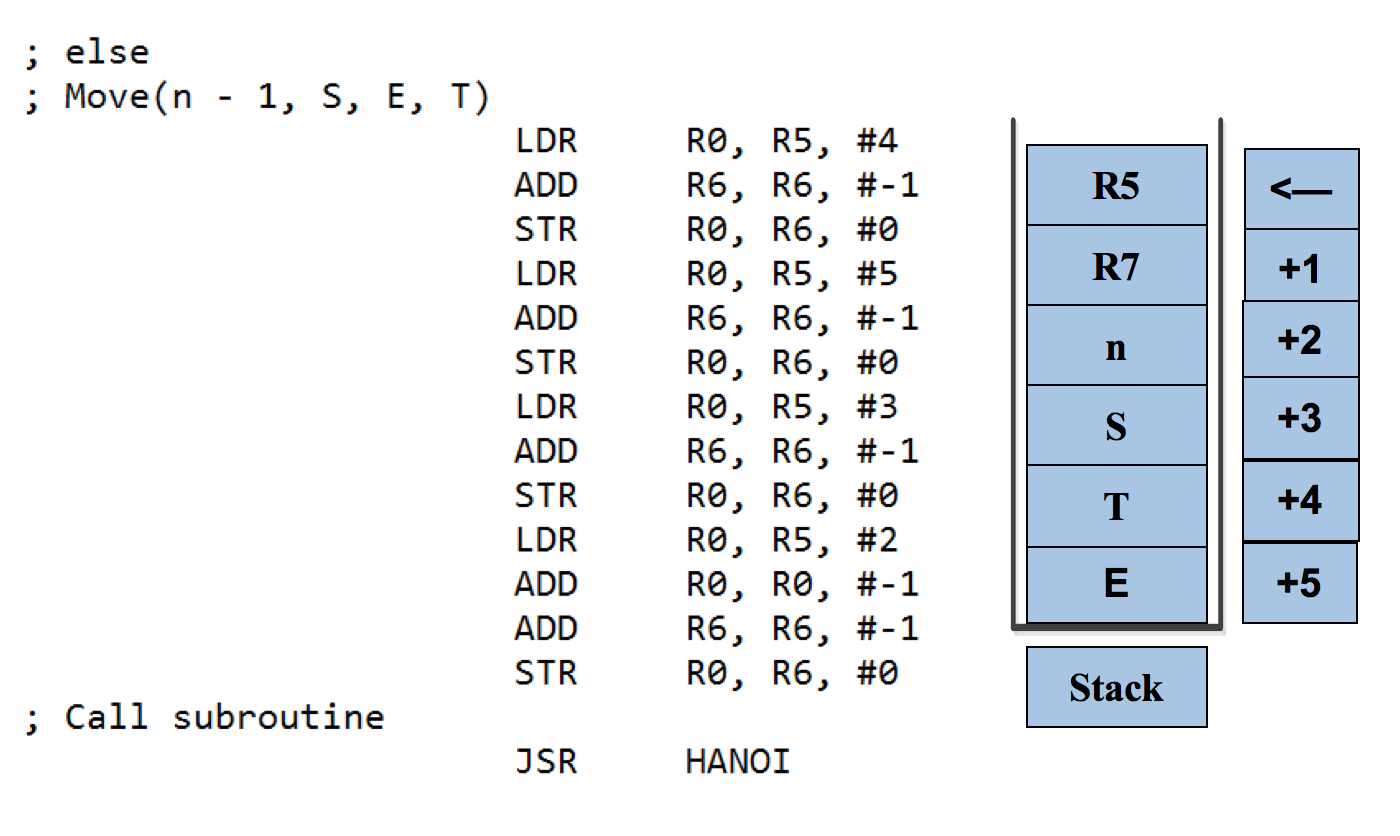 ; else
; Move(n - 1, S, E, T)
LDR R0, R5, #4
ADD R6, R6, #-1
STR R0, R6, #0
LDR R0, R5, #5
ADD R6, R6, #-1
STR R0, R6, #0
LDR R0, R5, #3
ADD R6, R6, #-1
STR R0, R6, #0
LDR R0, R5, #2
ADD R0, R0, #-1
ADD R6, R6, #-1
STR R0, R6, #0
; Call subroutine
JSR HANOI
R5 <—
R7 +1
n +2
S +3
T +4
E +5
Stack